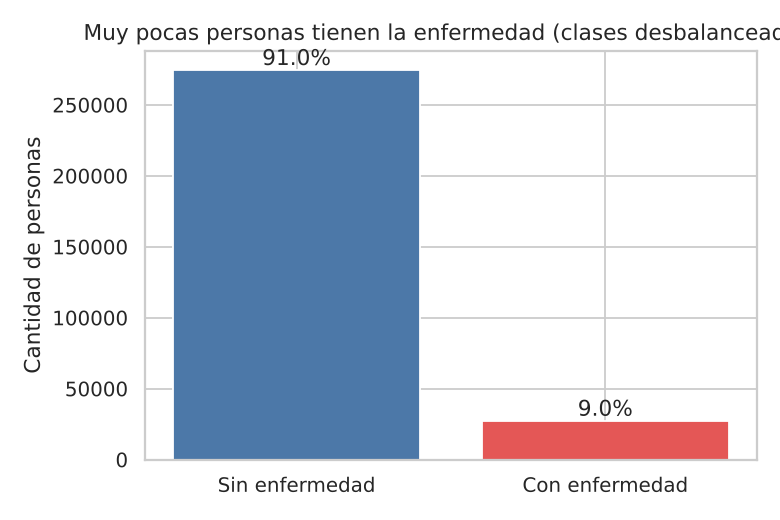 Muy pocas personas tienen la enfermedad (clases desbalancead
91.0%
250000
200000
150000
100000
50000
0
Cantidad de personas
9.0%
Sin enfermedad
Con enfermedad